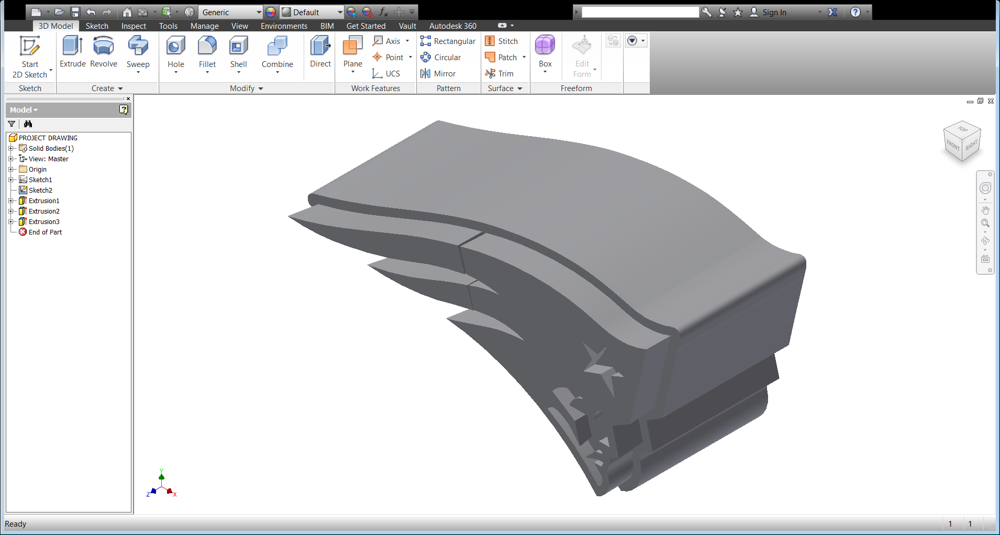 Generic
Default
fx
Sign In
?
3D Model
Sketch
Inspect
Tools
Manage
View
Environments
BIM
Get Started
Vault
Autodesk 360
Start
2D Sketch
Extrude
Revolve
Sweep
Hole
Fillet
Shell
Combine
Direct
Plane
Axis
Point
UCS
Rectangular
Circular
Mirror
Stitch
Patch
Trim
Box
Edit
Form
Sketch
Create
Modify
Work Features
Pattern
Surface
Freeform
Model
?
PROJECT DRAWING
Solid Bodies(1)
View: Master
Origin
Sketch1
Sketch2
Extrusion1
Extrusion2
Extrusion3
End of Part
TOP
FRONT
RIGHT
Y
Z
X
Ready
1
1